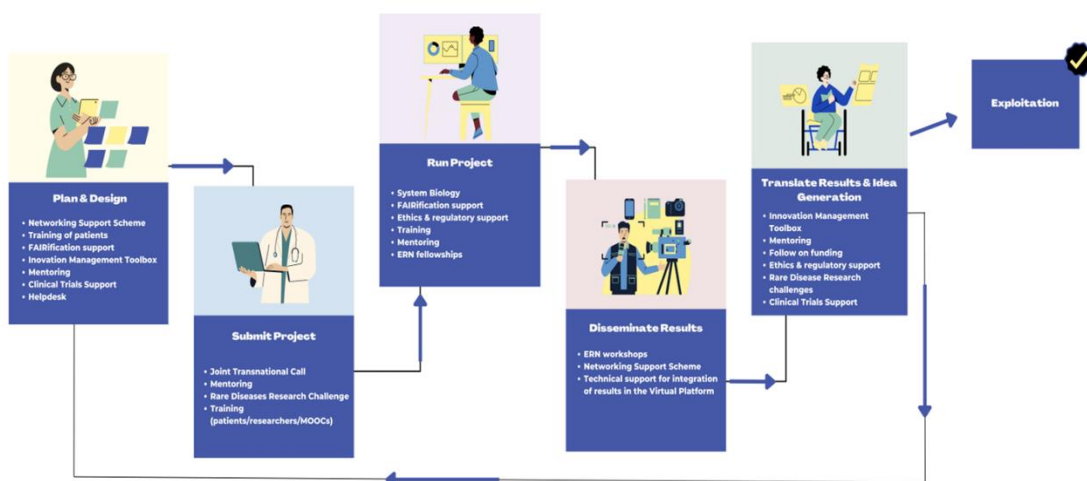 Plan & Design
• Networking Support Scheme
• Training of patients
• FAIRification support
• Inovation Management Toolbox
• Mentoring
• Clinical Trials Support
• Helpdesk
Submit Project
• Joint Transnational Call
• Mentoring
• Rare Diseases Research Challenge
• Training
(patients/researchers/MOOCs)
Run Project
• System Biology
• FAIRification support
• Ethics & regulatory support
• Training
• Mentoring
• ERN fellowships
Disseminate Results
• ERN workshops
• Networking Support Scheme
• Technical support for integration
of results in the Virtual Platform
Translate Results & Idea
Generation
• Innovation Management
Toolbox
• Mentoring
• Follow on funding
• Ethics & regulatory support
• Rare Disease Research
challenges
• Clinical Trials Support
Exploitation